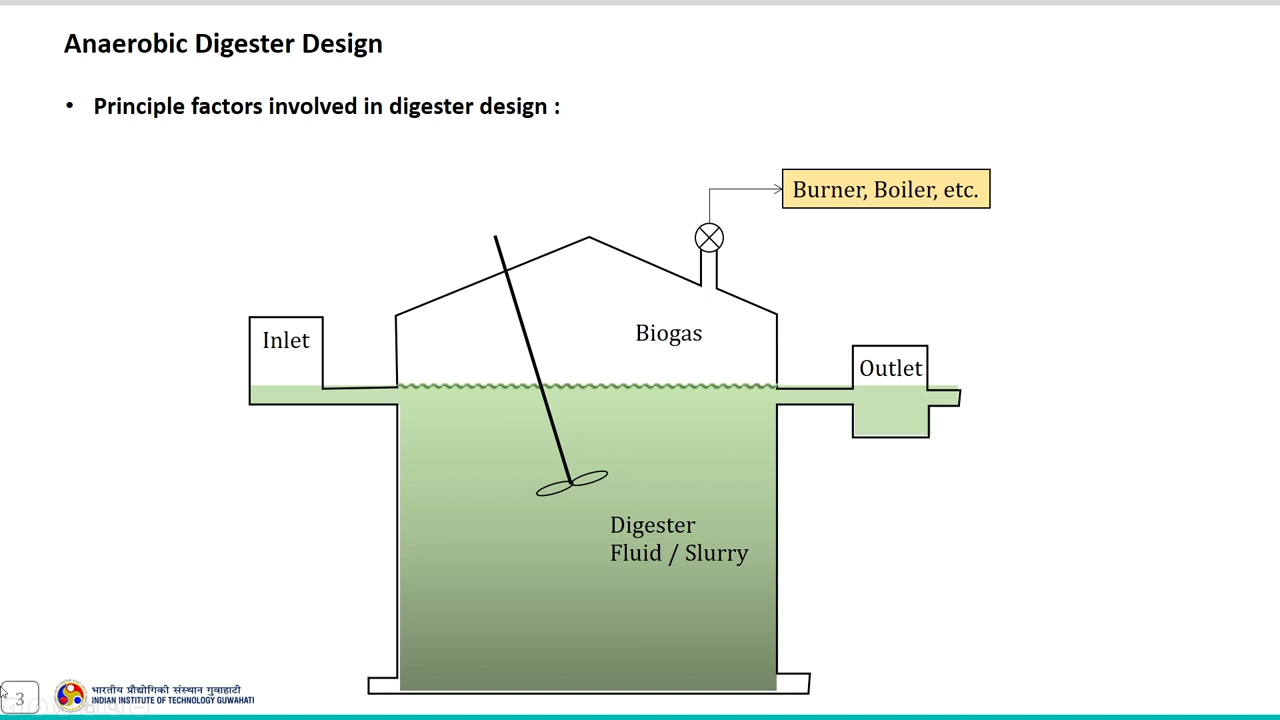 Anaerobic Digester Design
• Principle factors involved in digester design :
Burner, Boiler, etc.
Biogas
Inlet
Outlet
Digester
Fluid / Slurry
3
भारतीय प्रौद्योगिकी संस्थान गुवाहाटी
INDIAN INSTITUTE OF TECHNOLOGY GUWAHATI